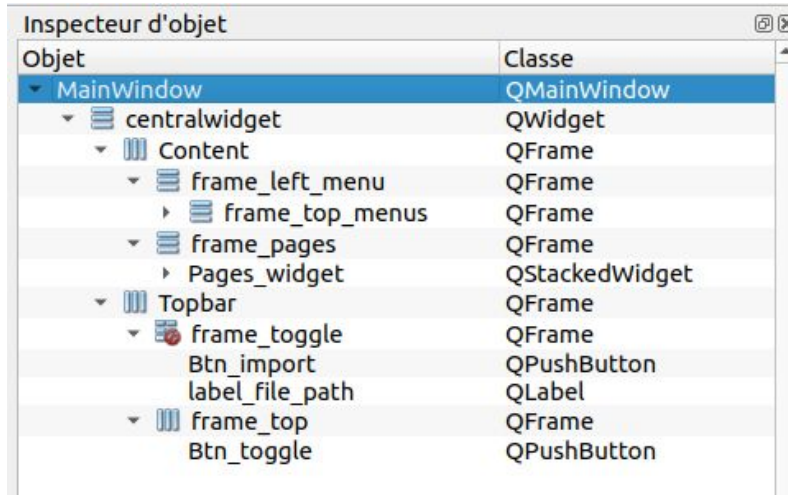 Inspecteur d'objet
Objet Classe
MainWindow QMainWindow
centralwidget QWidget
Content QFrame
frame_left_menu QFrame
frame_top_menus QFrame
frame_pages QFrame
Pages_widget QStackedWidget
Topbar QFrame
frame_toggle QFrame
Btn_import QPushButton
label_file_path QLabel
frame_top QFrame
Btn_toggle QPushButton